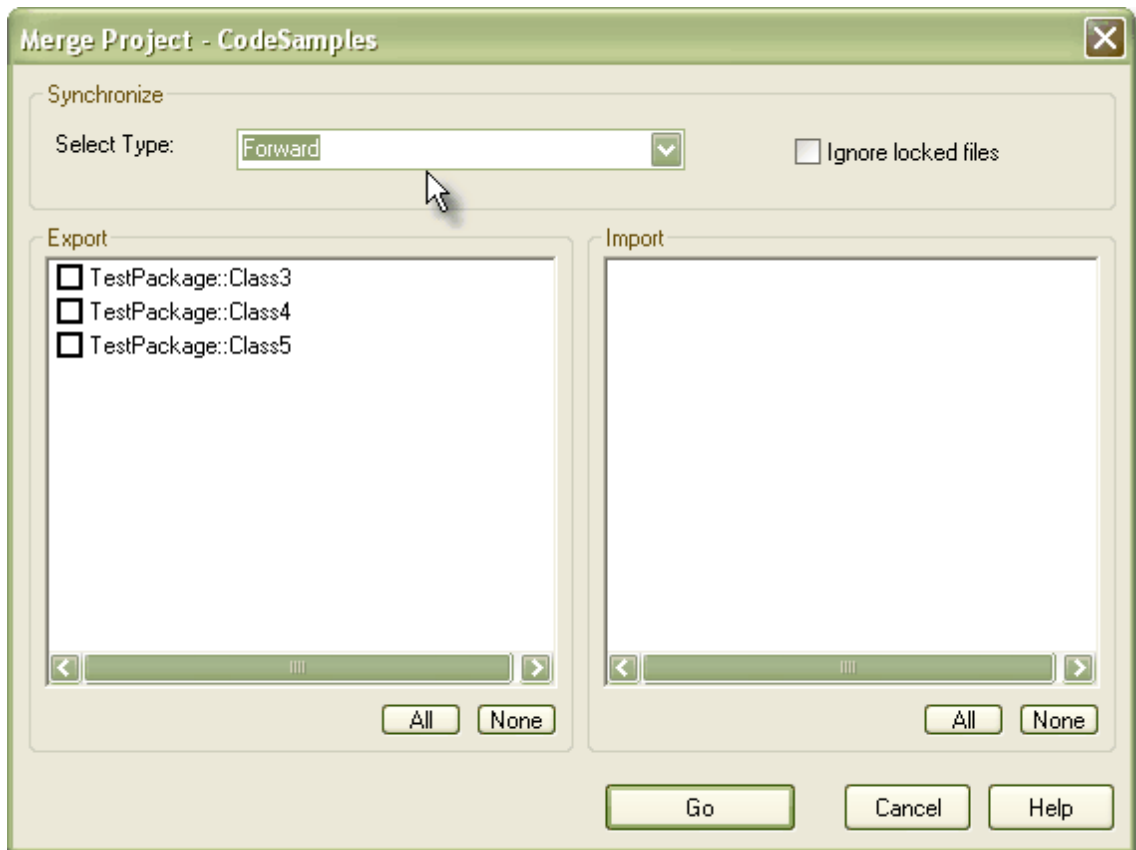 Merge Project - CodeSamples
Synchronize
Select Type:
Forward
Ignore locked files
Export
TestPackage::Class3
TestPackage::Class4
TestPackage::Class5
All
None
Import
All
None
Go
Cancel
Help